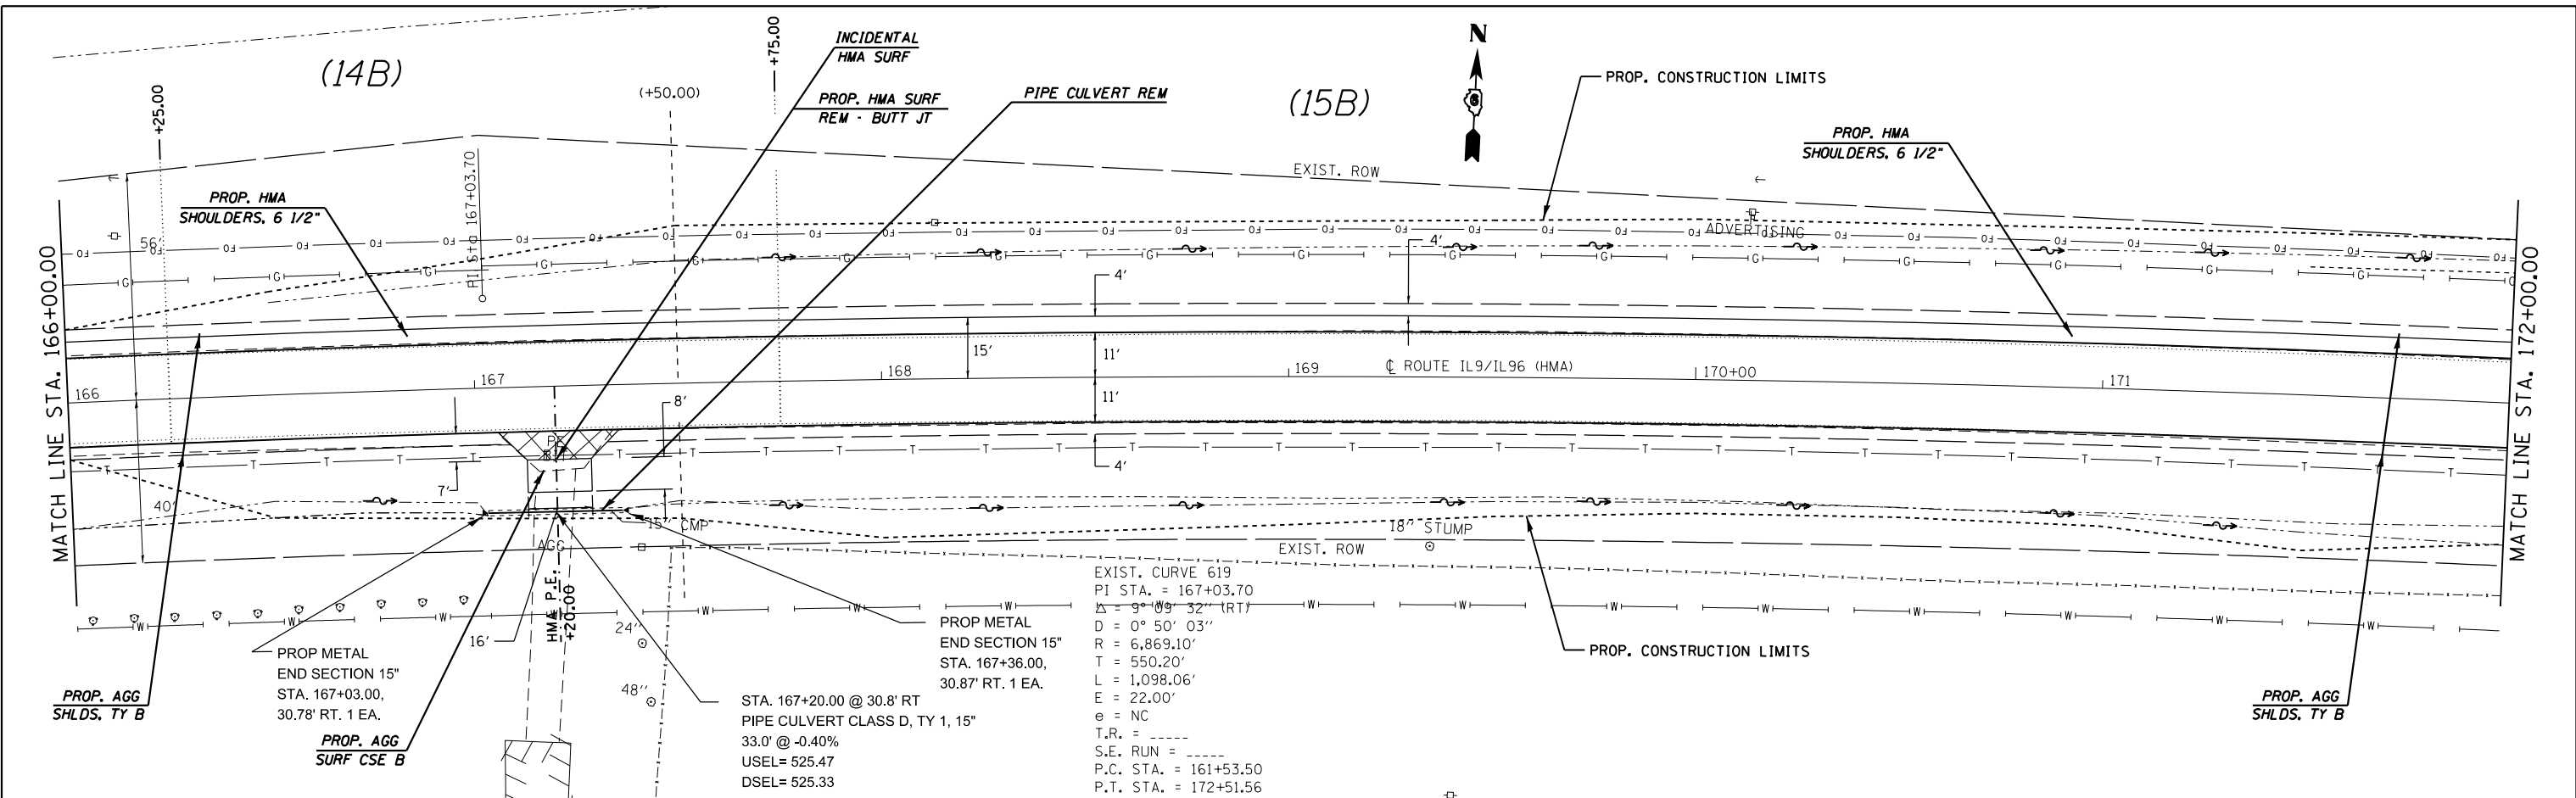 (14B)
+25.00
(+50.00)
+75.00
INCIDENTAL
HMA SURF
PROP. HMA SURF
REM - BUTT JT
PIPE CULVERT REM
(15B)
N
6
PROP. CONSTRUCTION LIMITS
PROP. HMA
SHOULDERS, 6 1/2"
EXIST. ROW
PROP. HMA
SHOULDERS, 6 1/2"
PI Sta 167+03.70
56'
ADVERTISING
4'
4'
MATCH LINE STA. 166+00.00
MATCH LINE STA. 172+00.00
15'
11'
11'
166
167
168
169
℄ ROUTE IL9/IL96 (HMA)
170+00
171
8'
7'
4'
40'
15" CMP
18" STUMP
AGG
EXIST. ROW
HMA P.E.
+20.00
16'
24"
48"
PROP METAL
END SECTION 15"
STA. 167+03.00,
30.78' RT. 1 EA.
PROP. AGG
SHLDS, TY B
PROP. AGG
SURF CSE B
STA. 167+20.00 @ 30.8' RT
PIPE CULVERT CLASS D, TY 1, 15"
33.0' @ -0.40%
USEL= 525.47
DSEL= 525.33
PROP METAL
END SECTION 15"
STA. 167+36.00,
30.87' RT. 1 EA.
EXIST. CURVE 619
PI STA. = 167+03.70
Δ = 9° 09' 32" (RT)
D = 0° 50' 03"
R = 6,869.10'
T = 550.20'
L = 1,098.06'
E = 22.00'
e = NC
T.R. = _____
S.E. RUN = _____
P.C. STA. = 161+53.50
P.T. STA. = 172+51.56
PROP. CONSTRUCTION LIMITS
PROP. AGG
SHLDS, TY B